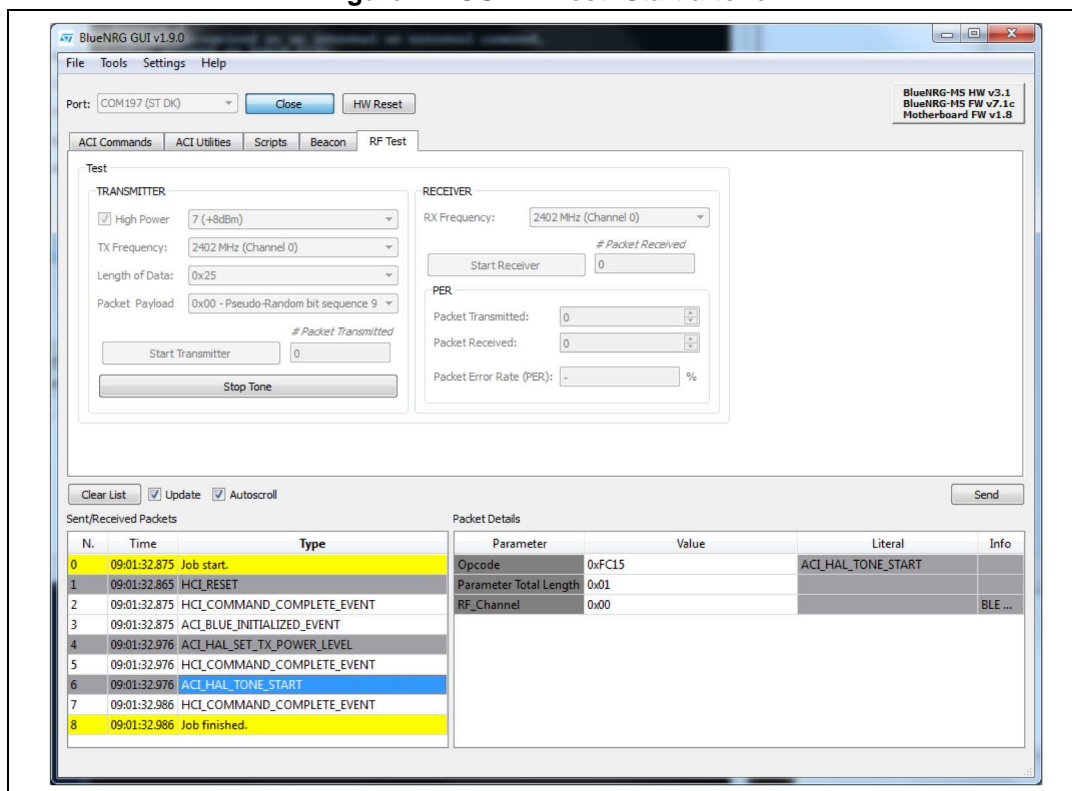 BlueNRG GUI v1.9.0
File Tools Settings Help
Port: COM197 (ST DK) Close HW Reset
BlueNRG-MS HW v3.1
BlueNRG-MS FW v7.1c
Motherboard FW v1.8
ACI Commands ACI Utilities Scripts Beacon RF Test
Test
TRANSMITTER
High Power 7 (+8dBm)
TX Frequency: 2402 MHz (Channel 0)
Length of Data: 0x25
Packet Payload 0x00 - Pseudo-Random bit sequence 9
# Packet Transmitted
Start Transmitter 0
Stop Tone
RECEIVER
RX Frequency: 2402 MHz (Channel 0)
# Packet Received
Start Receiver 0
PER
Packet Transmitted: 0
Packet Received: 0
Packet Error Rate (PER): - %
Clear List Update Autoscroll Send
Sent/Received Packets
N. Time Type
0 09:01:32.875 Job start.
1 09:01:32.865 HCI_RESET
2 09:01:32.875 HCI_COMMAND_COMPLETE_EVENT
3 09:01:32.875 ACI_BLUE_INITIALIZED_EVENT
4 09:01:32.976 ACI_HAL_SET_TX_POWER_LEVEL
5 09:01:32.976 HCI_COMMAND_COMPLETE_EVENT
6 09:01:32.976 ACI_HAL_TONE_START
7 09:01:32.986 HCI_COMMAND_COMPLETE_EVENT
8 09:01:32.986 Job finished.
Packet Details
Parameter Value Literal Info
Opcode 0xFC15 ACI_HAL_TONE_START
Parameter Total Length 0x01
RF_Channel 0x00 BLE ...